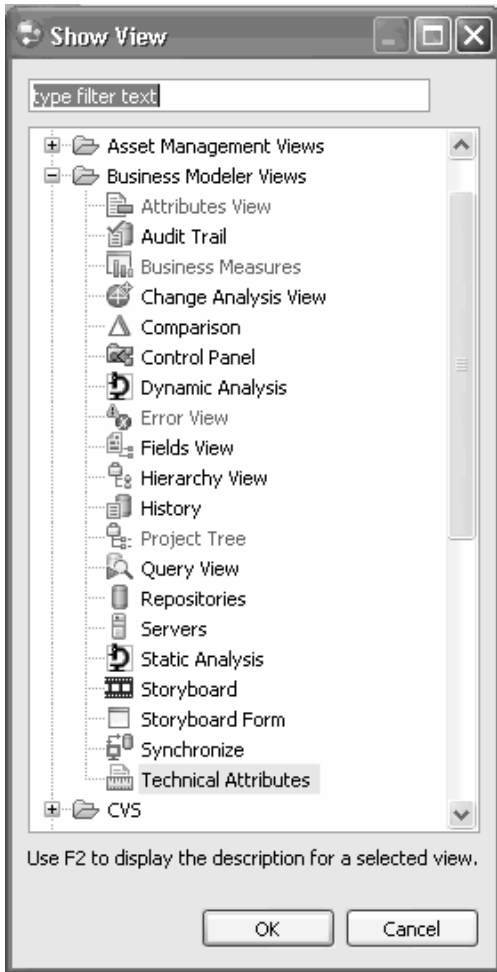 Show View
type filter text
Asset Management Views
Business Modeler Views
Attributes View
Audit Trail
Business Measures
Change Analysis View
Comparison
Control Panel
Dynamic Analysis
Error View
Fields View
Hierarchy View
History
Project Tree
Query View
Repositories
Servers
Static Analysis
Storyboard
Storyboard Form
Synchronize
Technical Attributes
CVS
Use F2 to display the description for a selected view.
OK Cancel